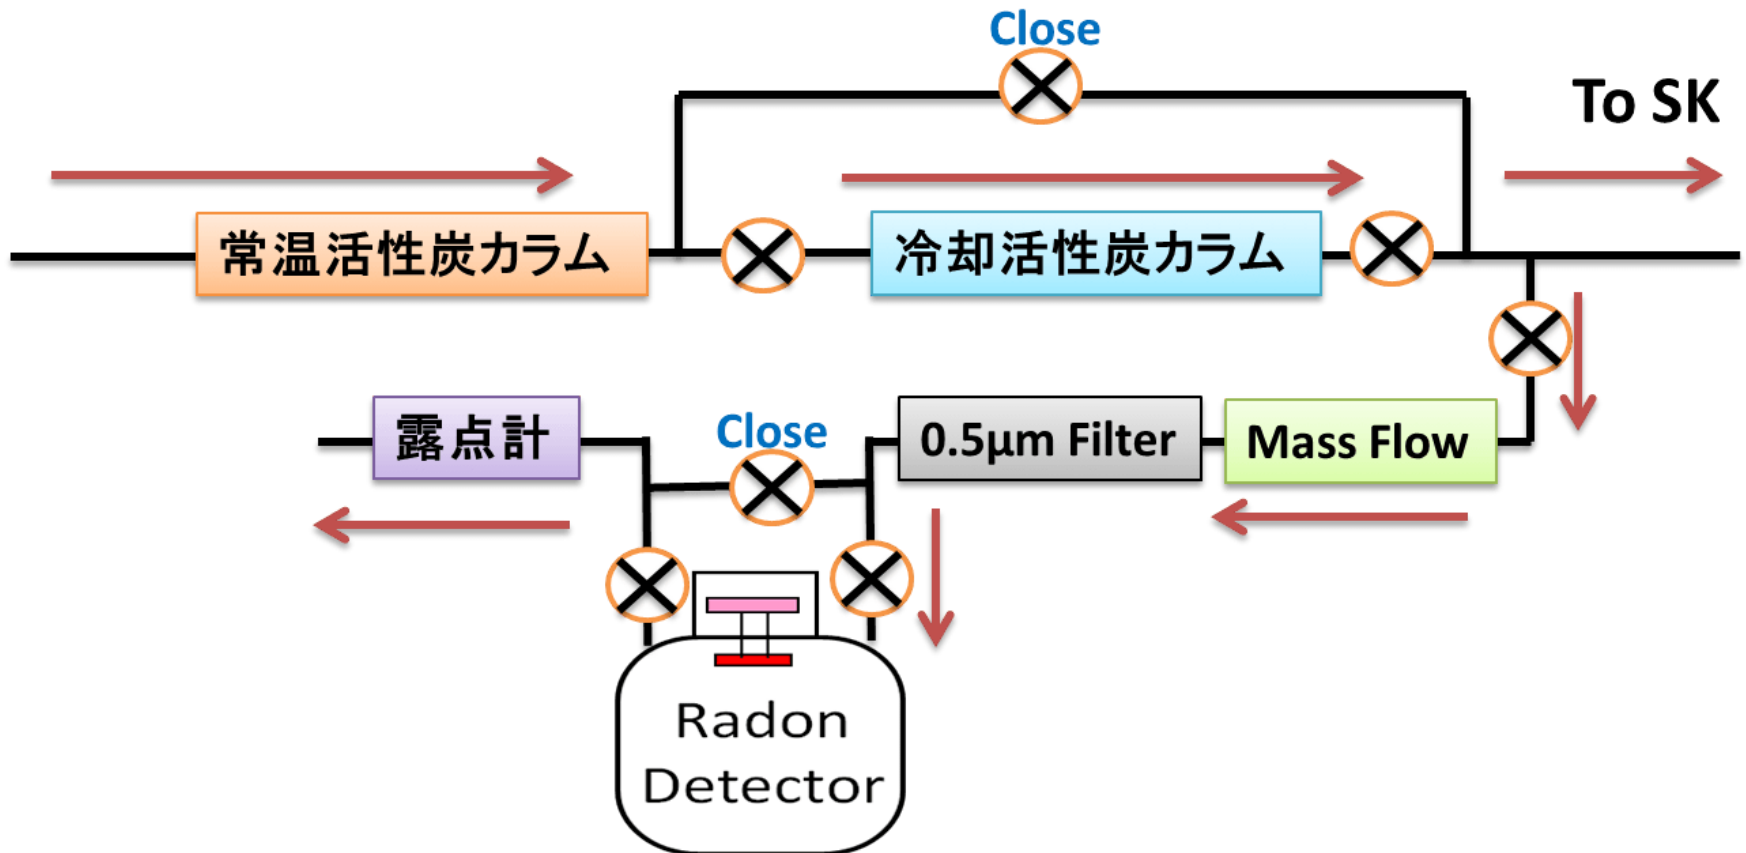 Close
To SK
常温活性炭カラム
冷却活性炭カラム
露点計
Close
0.5μm Filter
Mass Flow
Radon
Detector